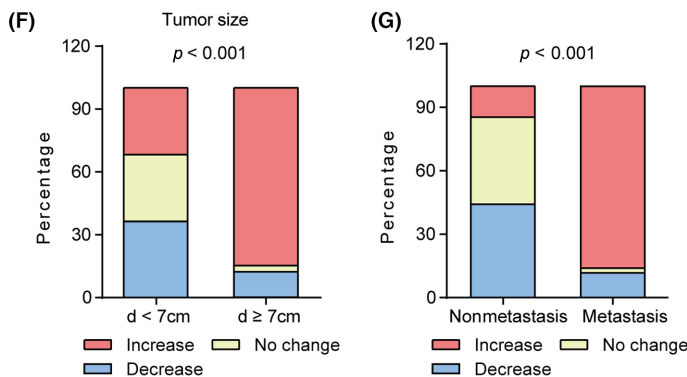 (F)
Tumor size
p < 0.001
Percentage
120
90
60
30
0
d < 7cm
d ≥ 7cm
Increase
No change
Decrease
(G)
p < 0.001
Percentage
120
90
60
30
0
Nonmetastasis
Metastasis
Increase
No change
Decrease